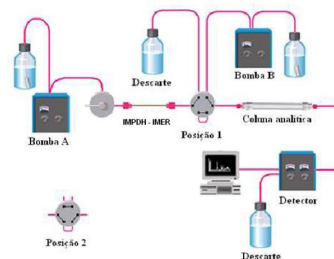 Descarte
Bomba B
Bomba A
IMPDH - IMER
Posição 1
Coluna analítica
Posição 2
Detector
Descarte